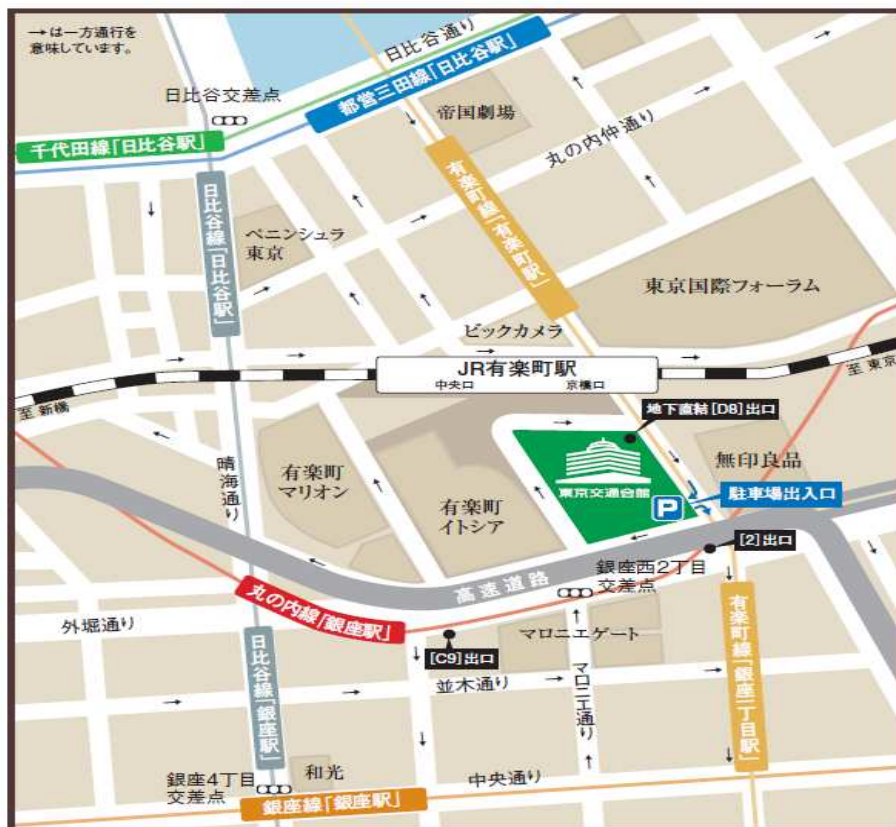 →は一方通行を
意味しています。
日比谷通り
都営三田線「日比谷駅」
日比谷交差点
帝国劇場
千代田線「日比谷駅」
丸の内仲通り
有楽町線「有楽町駅」
日比谷線「日比谷駅」
ペニンシュラ
東京
東京国際フォーラム
ビックカメラ
JR有楽町駅
中央口
京橋口
至 東京
至 新橋
地下直結[D8]出口
晴海通り
有楽町
マリオン
有楽町
イトシア
東京交通会館
無印良品
P
駐車場出入口
[2]出口
銀座西2丁目
交差点
高速道路
丸の内線「銀座駅」
外堀通り
[C9]出口
マロニエゲート
有楽町線「銀座一丁目駅」
日比谷線「銀座駅」
並木通り
マロニエ通り
銀座4丁目
交差点
和光
中央通り
銀座線「銀座駅」